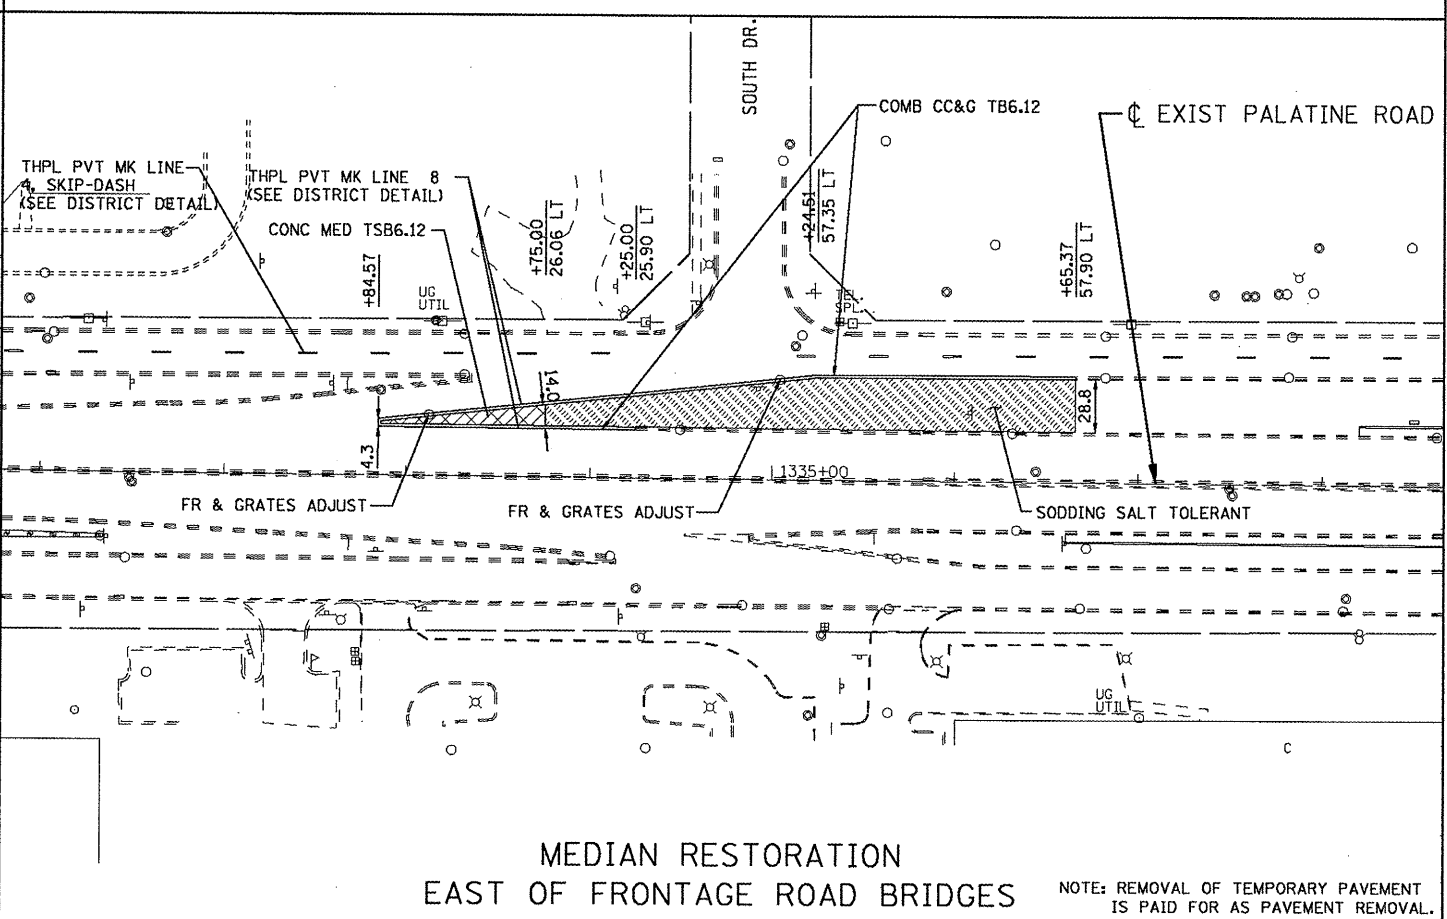 SOUTH DR.
COMB CC&G TB6.12
℄ EXIST PALATINE ROAD
THPL PVT MK LINE
4, SKIP-DASH
(SEE DISTRICT DETAIL)
THPL PVT MK LINE 8
(SEE DISTRICT DETAIL)
CONC MED TSB6.12
+84.57
UG
UTIL
+75.00
26.06 LT
+25.00
25.90 LT
+24.51
57.35 LT
TEL.
SPL.
+65.37
57.90 LT
14.0
4.3
28.8
1335+00
FR & GRATES ADJUST
FR & GRATES ADJUST
SODDING SALT TOLERANT
UG
UTIL
C
MEDIAN RESTORATION
EAST OF FRONTAGE ROAD BRIDGES
NOTE: REMOVAL OF TEMPORARY PAVEMENT
IS PAID FOR AS PAVEMENT REMOVAL.